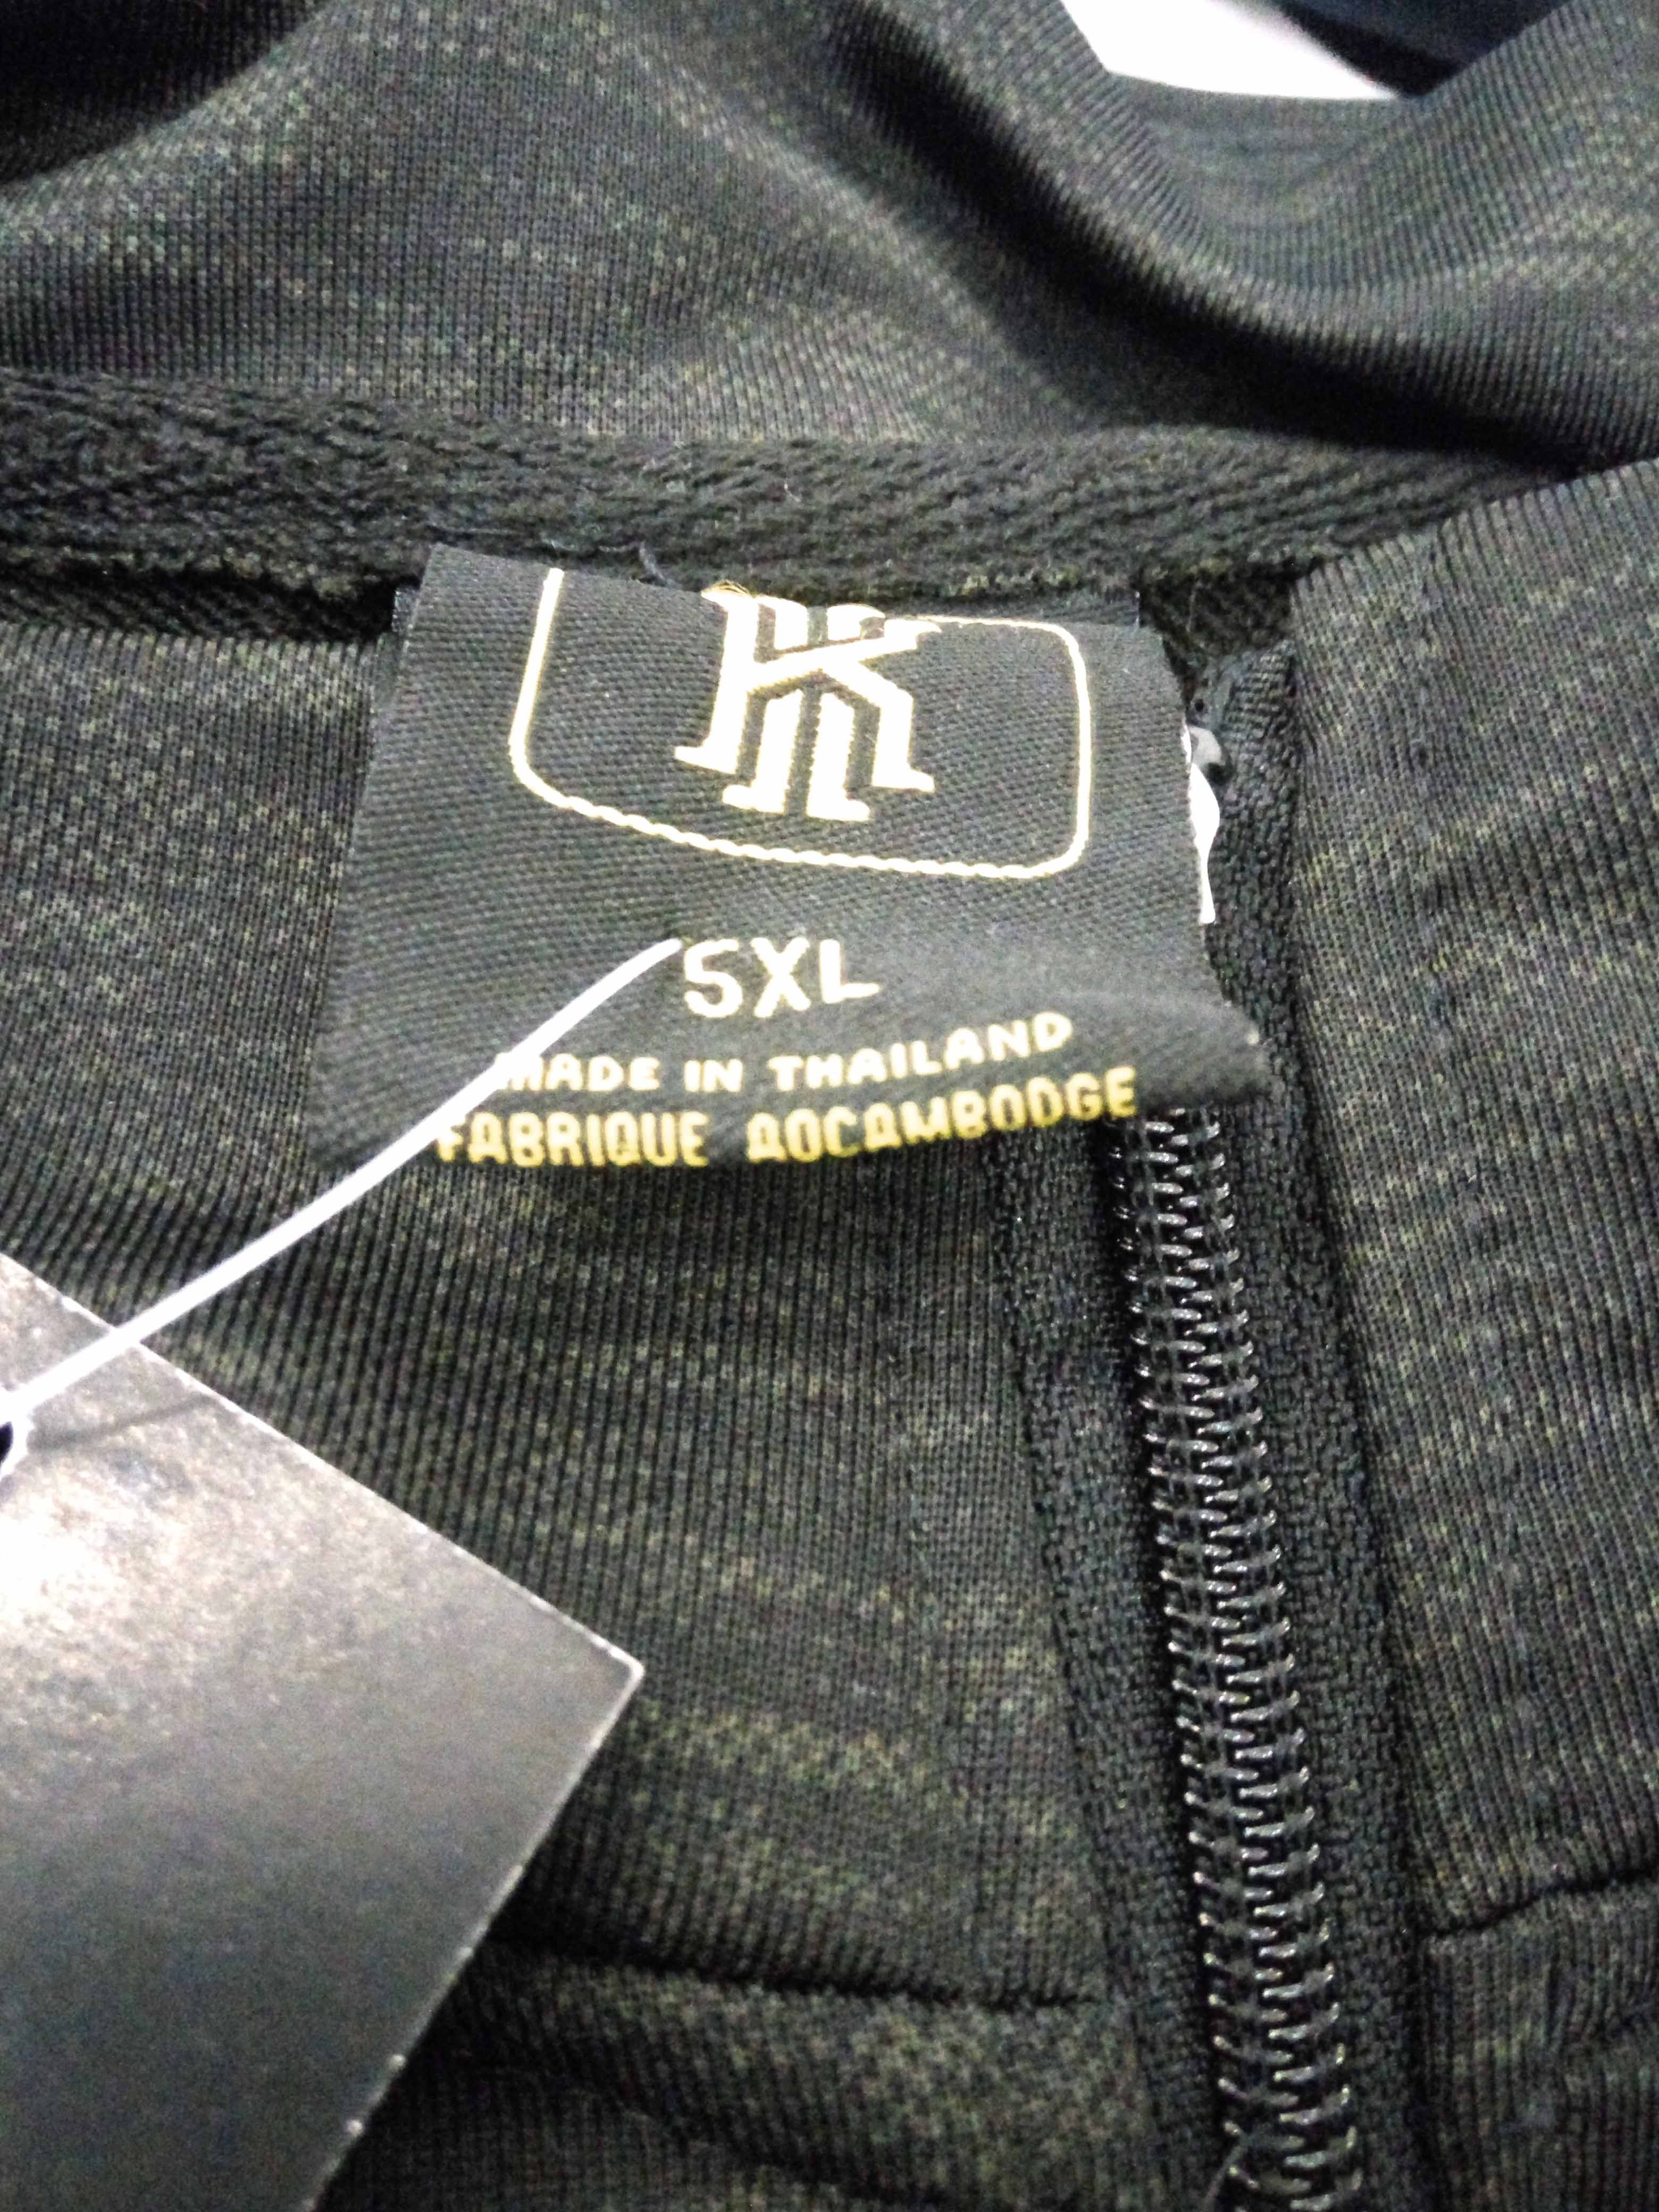 K
5XL
MADE IN THAILAND
FABRIQUE AOCAMBODGE